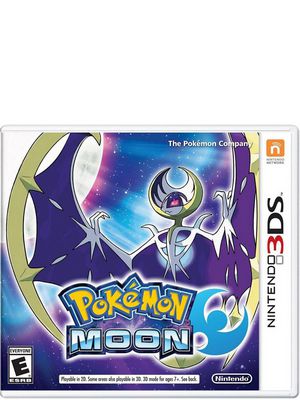 The Pokémon Company
NINTENDO
NETWORK
NINTENDO 3DS
POKÉMON
MOON
EVERYONE
E
ESRB
Playable in 2D. Some areas also playable in 3D. 3D mode for ages 7+. See back.
Nintendo